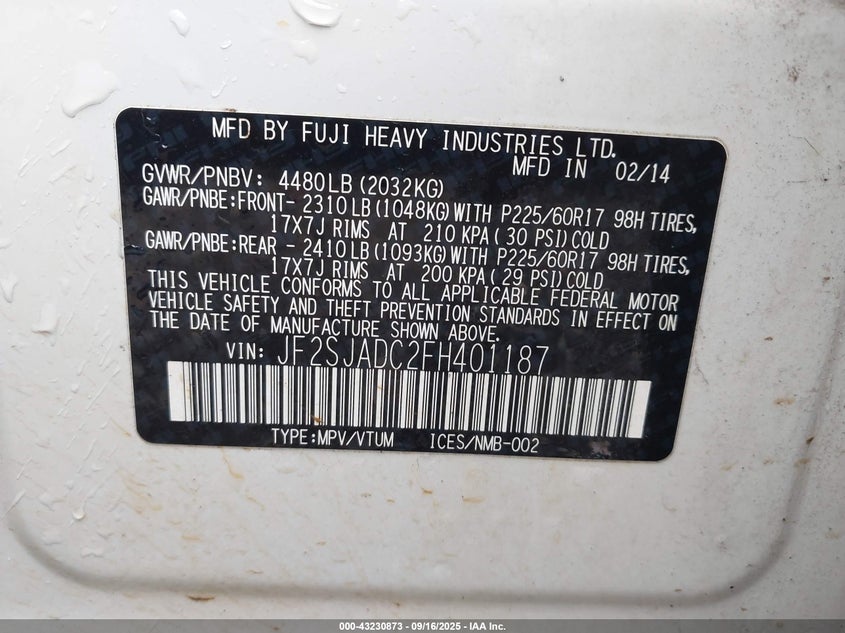 MFD BY FUJI HEAVY INDUSTRIES LTD.
MFD IN 02/14
GVWR/PNBV: 4480LB(2032KG)
GAWR/PNBE:FRONT- 2310LB(1048KG)WITH P225/60R17 98H TIRES,
17X7J RIMS AT 210 KPA(30 PSI)COLD
GAWR/PNBE:REAR - 2410LB(1093KG)WITH P225/60R17 98H TIRES,
17X7J RIMS AT 200 KPA(29 PSI)COLD
THIS VEHICLE CONFORMS TO ALL APPLICABLE FEDERAL MOTOR
VEHICLE SAFETY AND THEFT PREVENTION STANDARDS IN EFFECT ON
THE DATE OF MANUFACTURE SHOWN ABOVE.
VIN: JF2SJADC2FH401187
TYPE:MPV/VTUM ICES/NMB-002
000-43230873 - 09/16/2025 - IAA Inc.